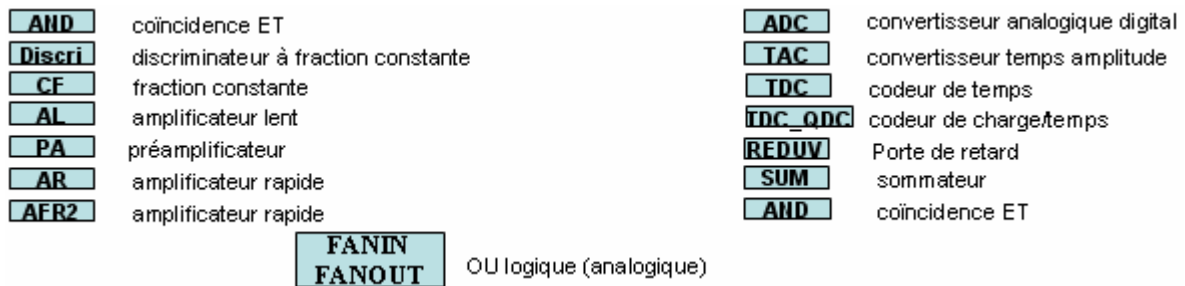 AND coïncidence ET
Discri discriminateur à fraction constante
CF fraction constante
AL amplificateur lent
PA préamplificateur
AR amplificateur rapide
AFR2 amplificateur rapide
ADC convertisseur analogique digital
TAC convertisseur temps amplitude
TDC codeur de temps
TDC_QDC codeur de charge/temps
REDUV Porte de retard
SUM sommateur
AND coïncidence ET
FANIN
FANOUT
OU logique (analogique)